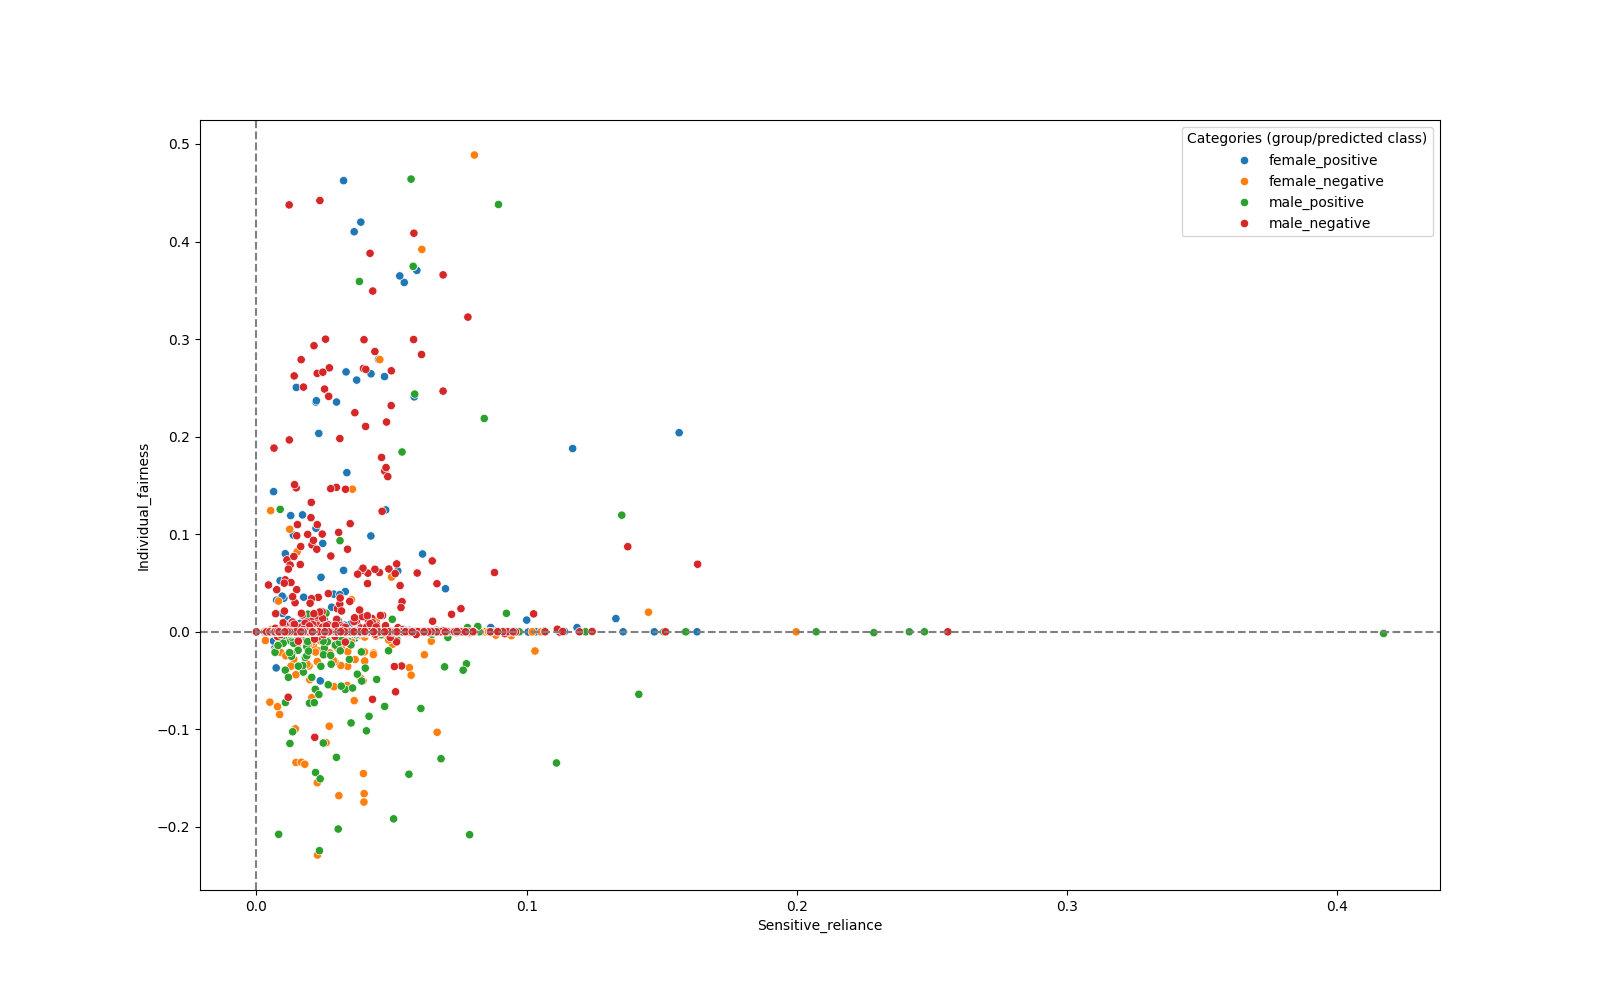 Categories (group/predicted class)
female_positive
female_negative
male_positive
male_negative
0.5
0.4
0.3
0.2
0.1
0.0
−0.1
−0.2
Individual_fairness
0.0 0.1 0.2 0.3 0.4
Sensitive_reliance